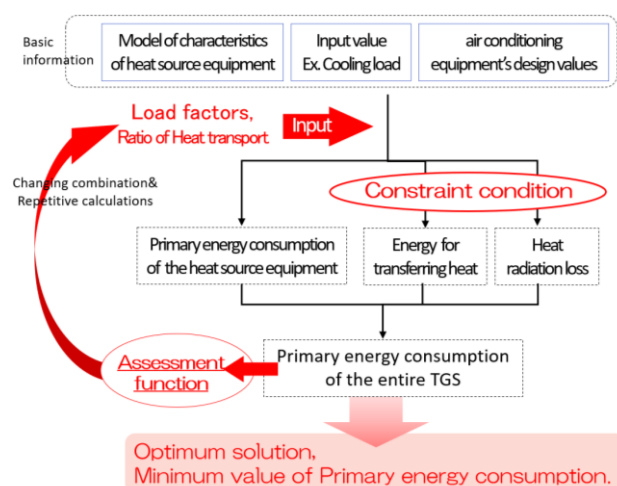 Basic
information
Model of characteristics
of heat source equipment
Input value
Ex. Cooling load
air conditioning
equipment's design values
Load factors,
Ratio of Heat transport
Input
Changing combination&
Repetitive calculations
Constraint condition
Primary energy consumption
of the heat source equipment
Energy for
transferring heat
Heat
radiation loss
Assessment
function
Primary energy consumption
of the entire TGS
Optimum solution,
Minimum value of Primary energy consumption.